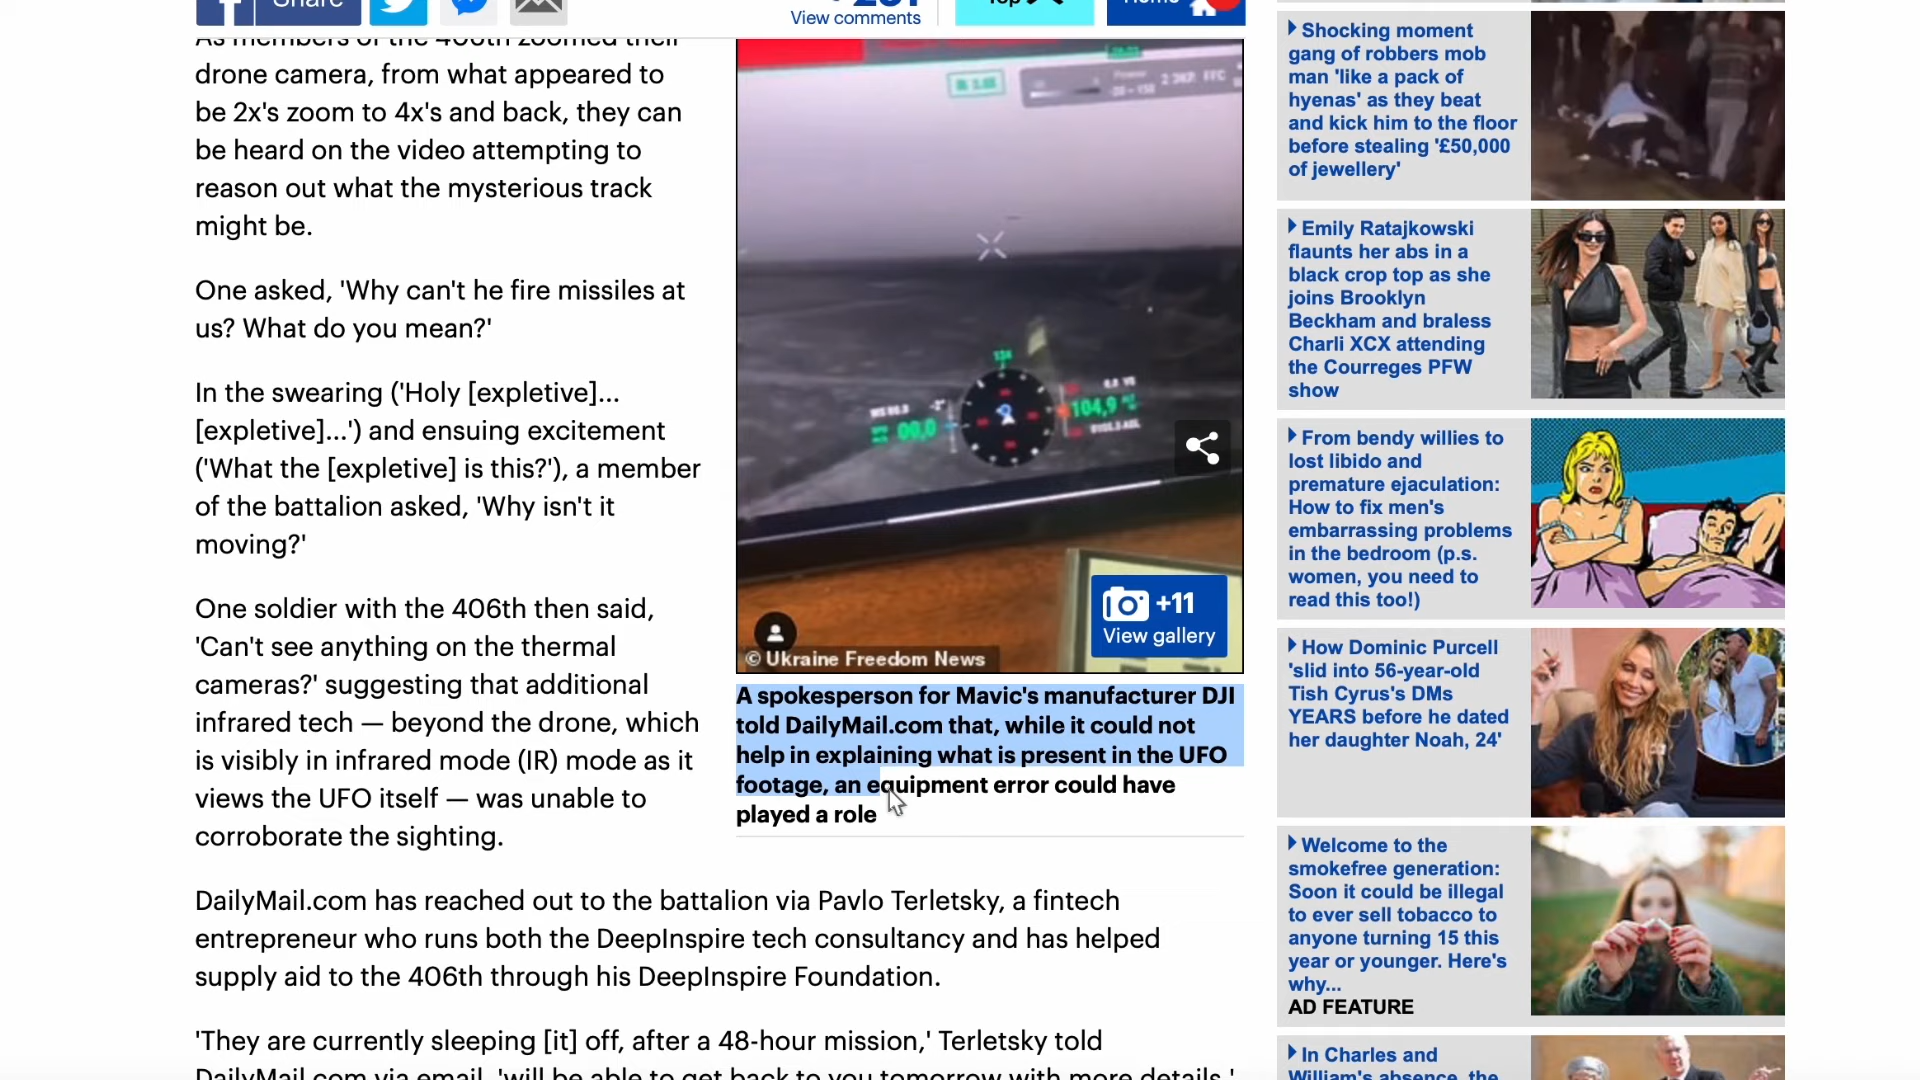 Share
View comments
Top
Home
As members of the 406th zoomed their
drone camera, from what appeared to
be 2x's zoom to 4x's and back, they can
be heard on the video attempting to
reason out what the mysterious track
might be.
One asked, 'Why can't he fire missiles at
us? What do you mean?'
In the swearing ('Holy [expletive]...
[expletive]...') and ensuing excitement
('What the [expletive] is this?'), a member
of the battalion asked, 'Why isn't it
moving?'
One soldier with the 406th then said,
'Can't see anything on the thermal
cameras?' suggesting that additional
infrared tech — beyond the drone, which
is visibly in infrared mode (IR) mode as it
views the UFO itself — was unable to
corroborate the sighting.
FFC
00,0
104,9
+11
View gallery
© Ukraine Freedom News
A spokesperson for Mavic's manufacturer DJI
told DailyMail.com that, while it could not
help in explaining what is present in the UFO
footage, an equipment error could have
played a role
DailyMail.com has reached out to the battalion via Pavlo Terletsky, a fintech
entrepreneur who runs both the DeepInspire tech consultancy and has helped
supply aid to the 406th through his DeepInspire Foundation.
'They are currently sleeping [it] off, after a 48-hour mission,' Terletsky told
DailyMail.com via email, 'will be able to get back to you tomorrow with more details.'
Shocking moment
gang of robbers mob
man 'like a pack of
hyenas' as they beat
and kick him to the floor
before stealing '£50,000
of jewellery'
Emily Ratajkowski
flaunts her abs in a
black crop top as she
joins Brooklyn
Beckham and braless
Charli XCX attending
the Courreges PFW
show
From bendy willies to
lost libido and
premature ejaculation:
How to fix men's
embarrassing problems
in the bedroom (p.s.
women, you need to
read this too!)
How Dominic Purcell
'slid into 56-year-old
Tish Cyrus's DMs
YEARS before he dated
her daughter Noah, 24'
Welcome to the
smokefree generation:
Soon it could be illegal
to ever sell tobacco to
anyone turning 15 this
year or younger. Here's
why...
AD FEATURE
In Charles and
William's absence, the